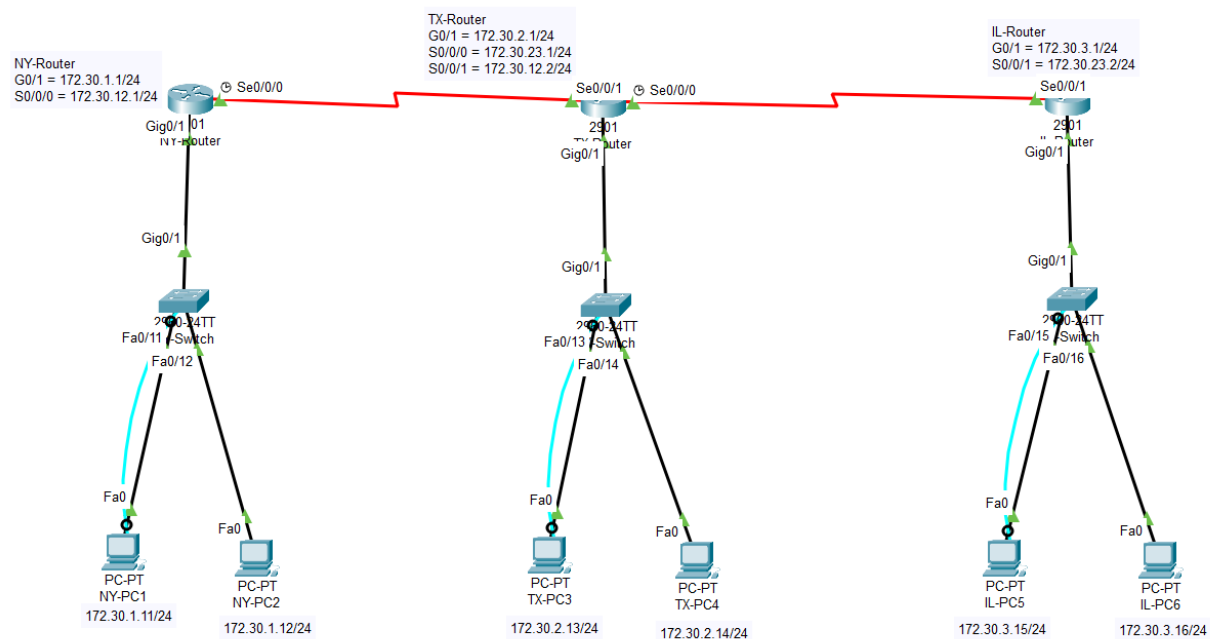 TX-Router
G0/1 = 172.30.2.1/24
S0/0/0 = 172.30.23.1/24
S0/0/1 = 172.30.12.2/24
IL-Router
G0/1 = 172.30.3.1/24
S0/0/1 = 172.30.23.2/24
NY-Router
G0/1 = 172.30.1.1/24
S0/0/0 = 172.30.12.1/24
Se0/0/0
Se0/0/1
Se0/0/0
Se0/0/1
Gig0/1
01
NY-Router
2901
Gig0/1
2901
Gig0/1
Gig0/1
Gig0/1
Gig0/1
-Switch
Fa0/11
Fa0/12
-Switch
Fa0/13
Fa0/14
-Switch
Fa0/15
Fa0/16
Fa0
Fa0
Fa0
Fa0
Fa0
Fa0
PC-PT
NY-PC1
172.30.1.11/24
PC-PT
NY-PC2
172.30.1.12/24
PC-PT
TX-PC3
172.30.2.13/24
PC-PT
TX-PC4
172.30.2.14/24
PC-PT
IL-PC5
172.30.3.15/24
PC-PT
IL-PC6
172.30.3.16/24